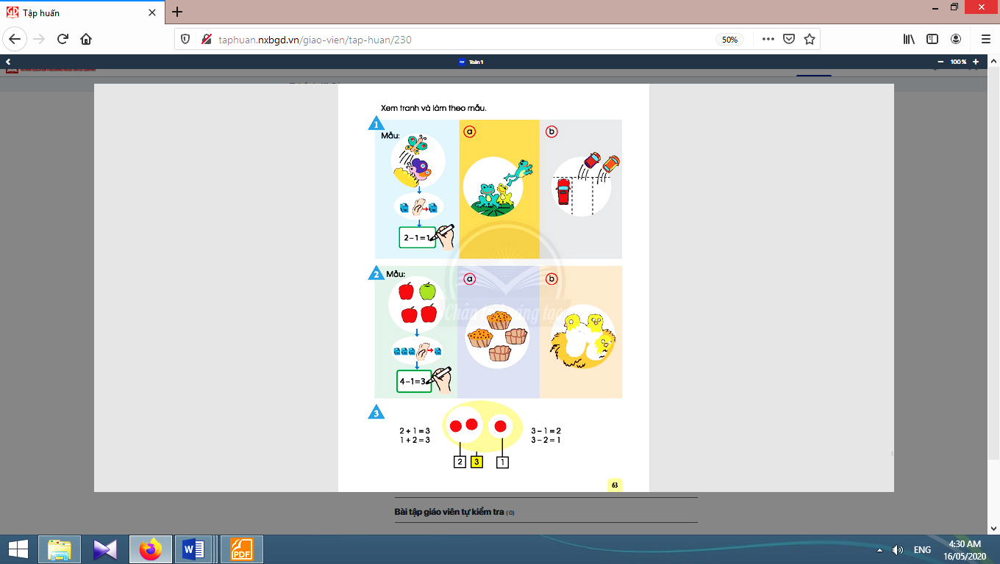 Tập huấn
taphuan.nxbgd.vn/giao-vien/tap-huan/230
50%
Toán 1
100%
Xem tranh và làm theo mẫu.
1
Mẫu:
a
b
2 – 1 = 1
2
Mẫu:
a
b
4 – 1 = 3
3
2 + 1 = 3
1 + 2 = 3
3 – 1 = 2
3 – 2 = 1
2
3
1
63
Bài tập giáo viên tự kiểm tra (0)
PDF
ENG
4:30 AM
16/05/2020